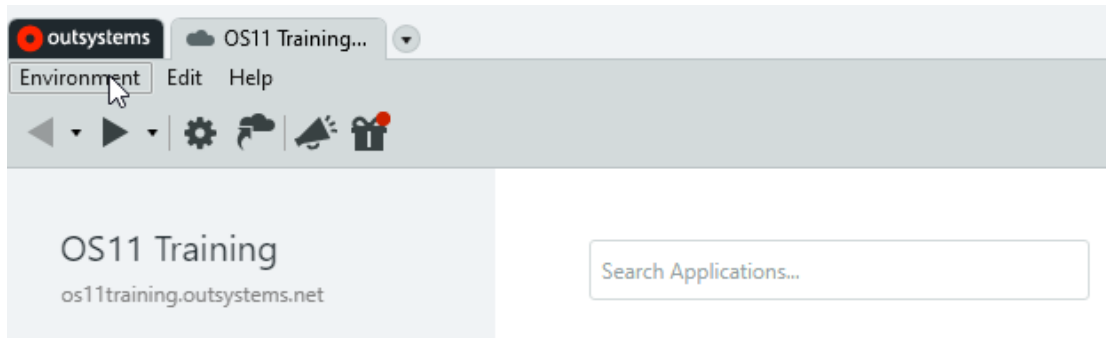 outsystems OS11 Training...
Environment Edit Help
OS11 Training
os11training.outsystems.net
Search Applications...